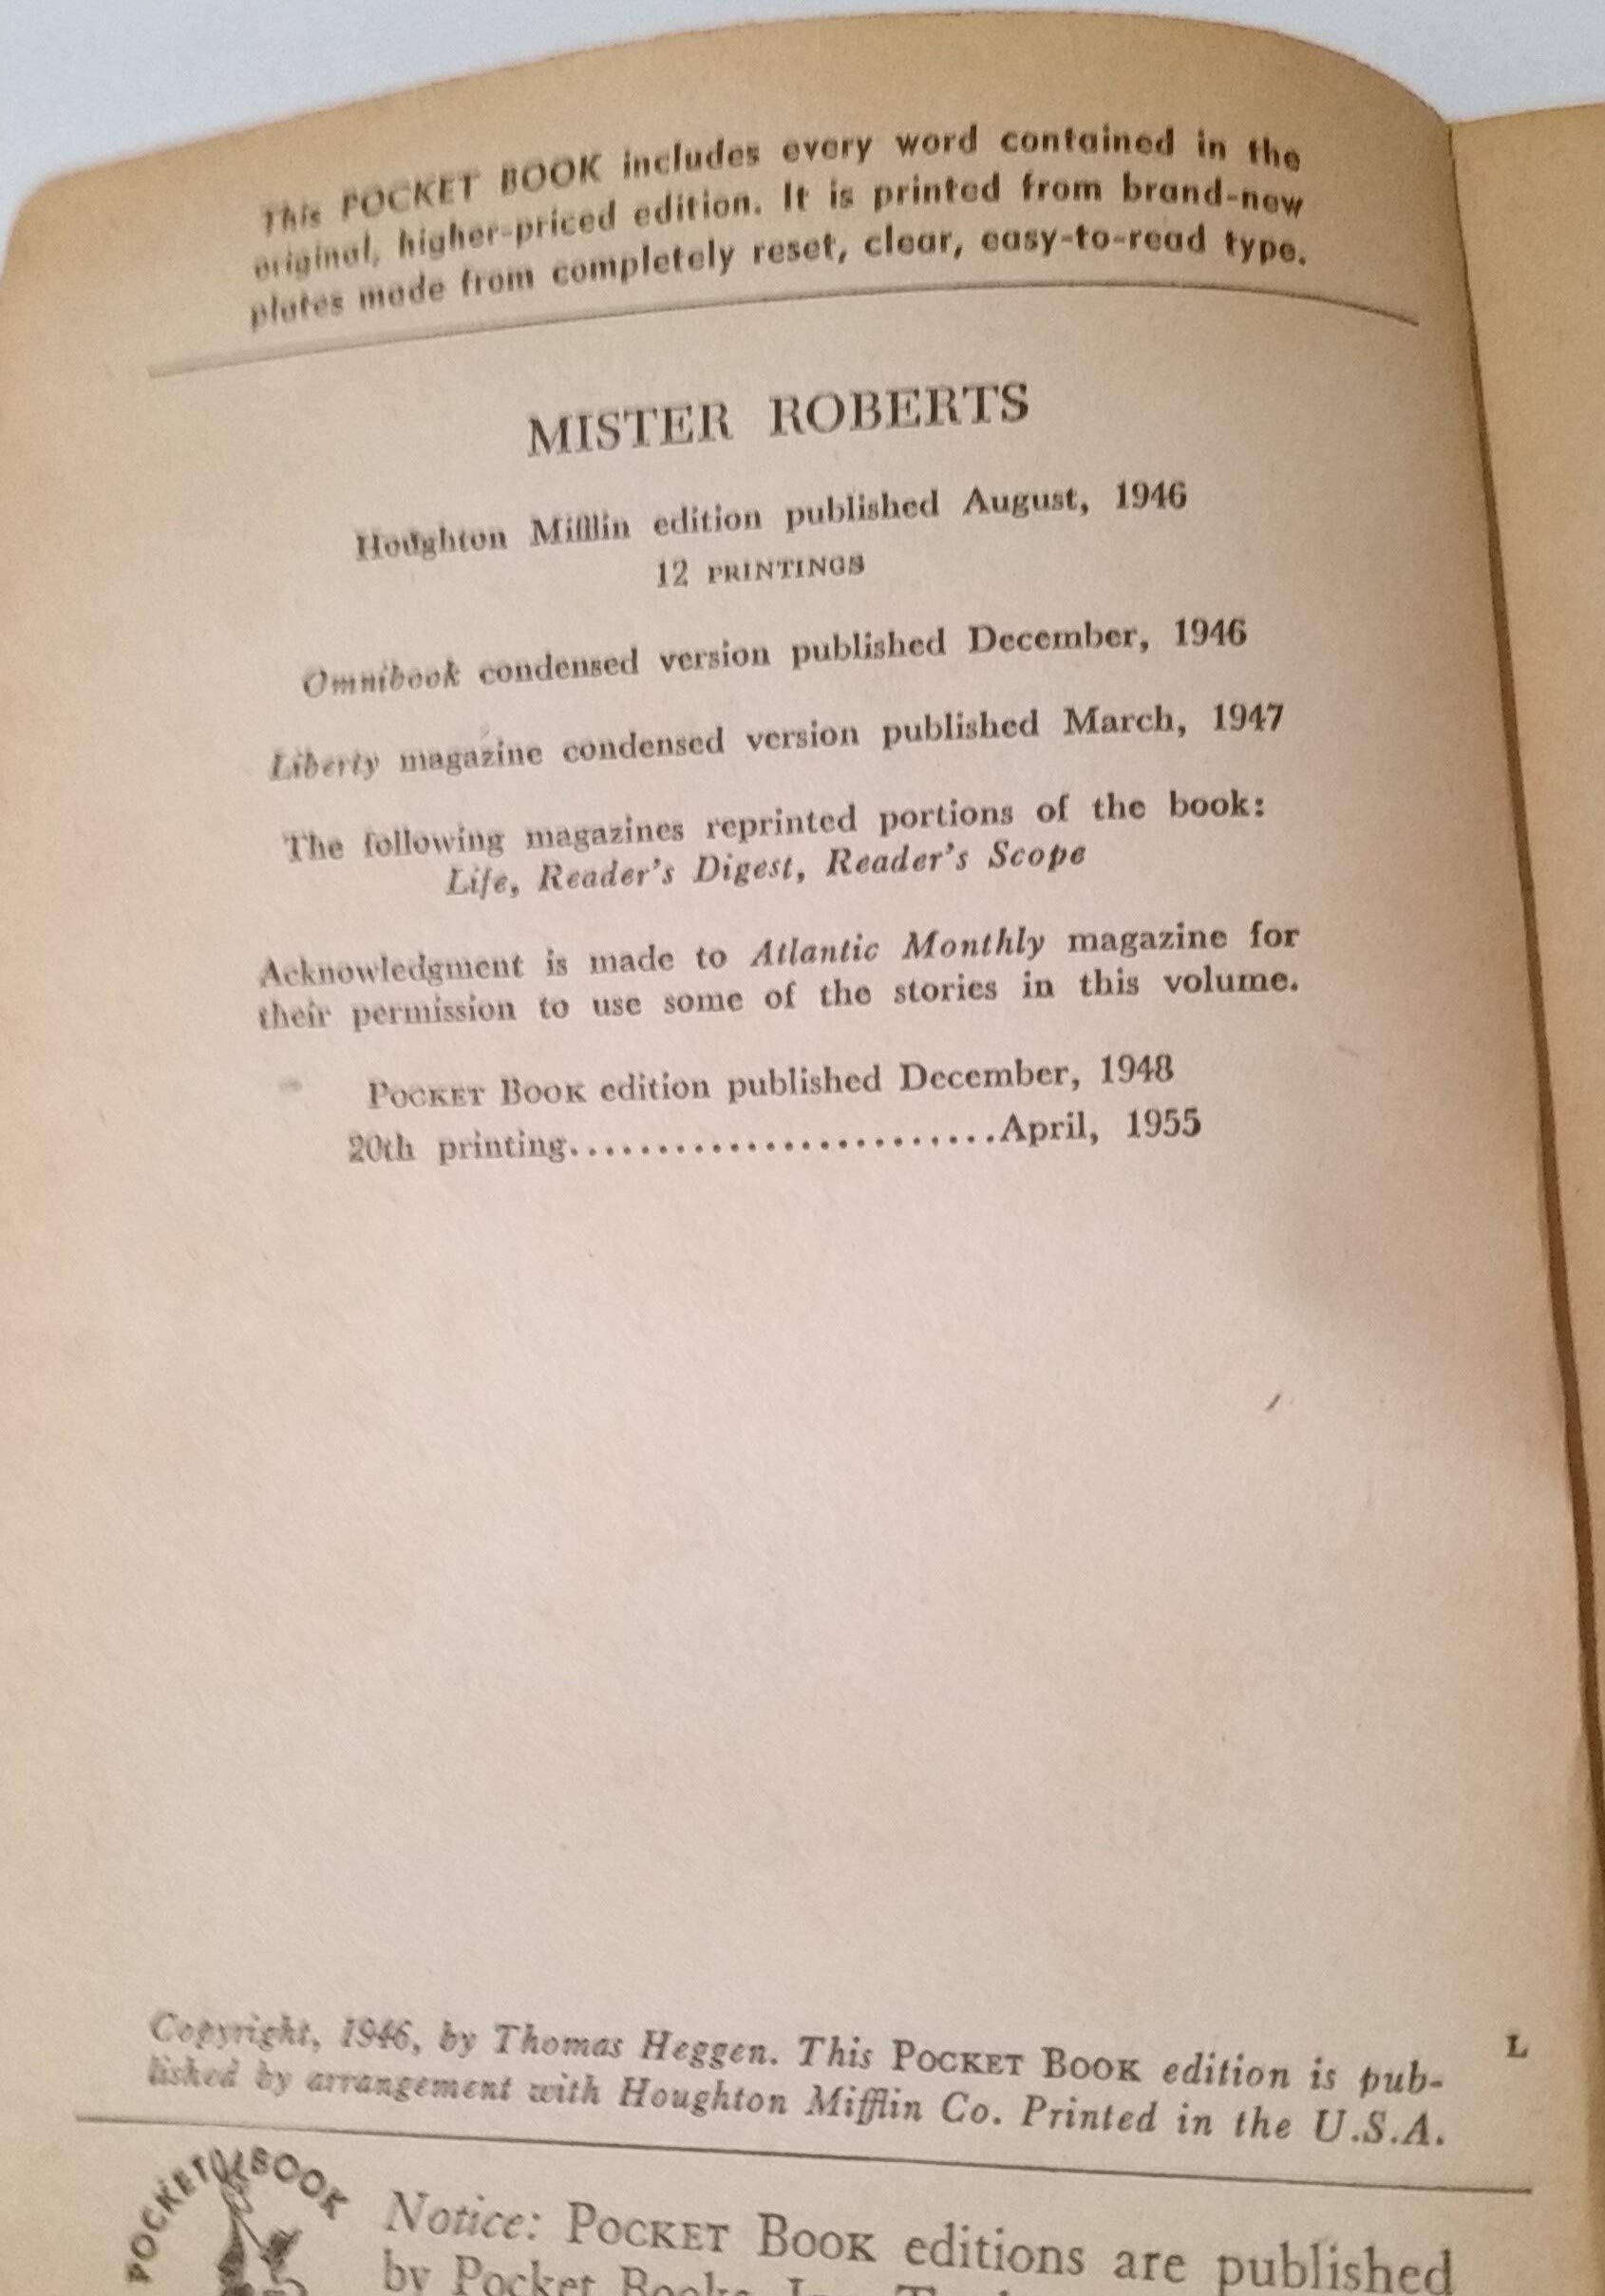 This POCKET BOOK includes every word contained in the
original, higher-priced edition. It is printed from brand-new
plates made from completely reset, clear, easy-to-read type.
MISTER ROBERTS
Houghton Mifflin edition published August, 1946
12 PRINTINGS
Omnibook condensed version published December, 1946
Liberty magazine condensed version published March, 1947
The following magazines reprinted portions of the book:
Life, Reader's Digest, Reader's Scope
Acknowledgment is made to Atlantic Monthly magazine for
their permission to use some of the stories in this volume.
POCKET BOOK edition published December, 1948
20th printing........................April, 1955
L
Copyright, 1946, by Thomas Heggen. This POCKET BOOK edition is pub-
lished by arrangement with Houghton Mifflin Co. Printed in the U.S.A.
POCKET BOOK
Notice: POCKET BOOK editions are published
by Pocket Books, Inc.